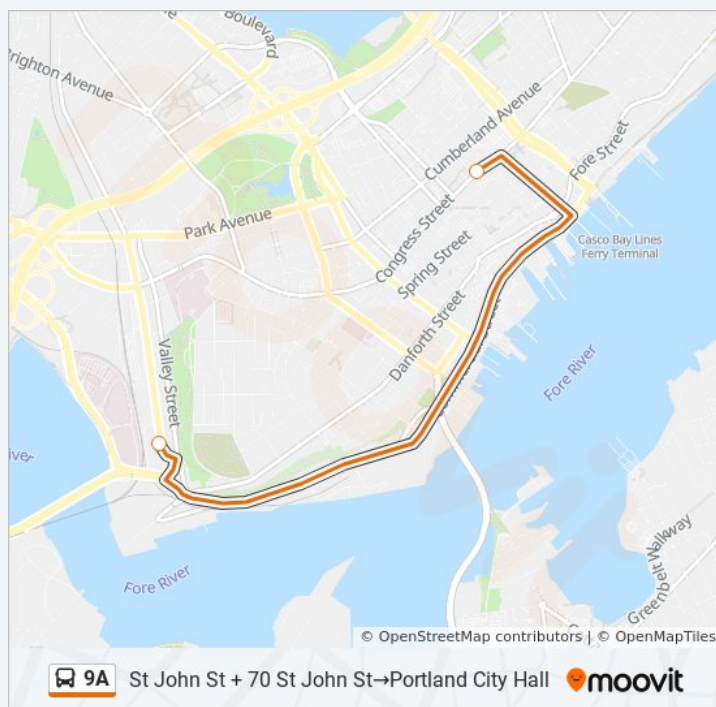 Boulevard
Brighton Avenue
Cumberland Avenue
Fore Street
Park Avenue
Congress Street
Spring Street
Casco Bay Lines
Ferry Terminal
Danforth Street
Valley Street
Fore River
River
Fore River
Greenbelt Walkway
© OpenStreetMap contributors | © OpenMapTiles
9A St John St + 70 St John St→Portland City Hall moovit